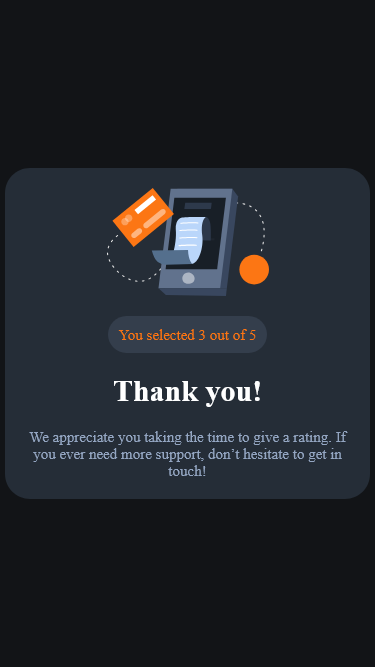 You selected 3 out of 5
Thank you!
We appreciate you taking the time to give a rating. If
you ever need more support, don’t hesitate to get in
touch!